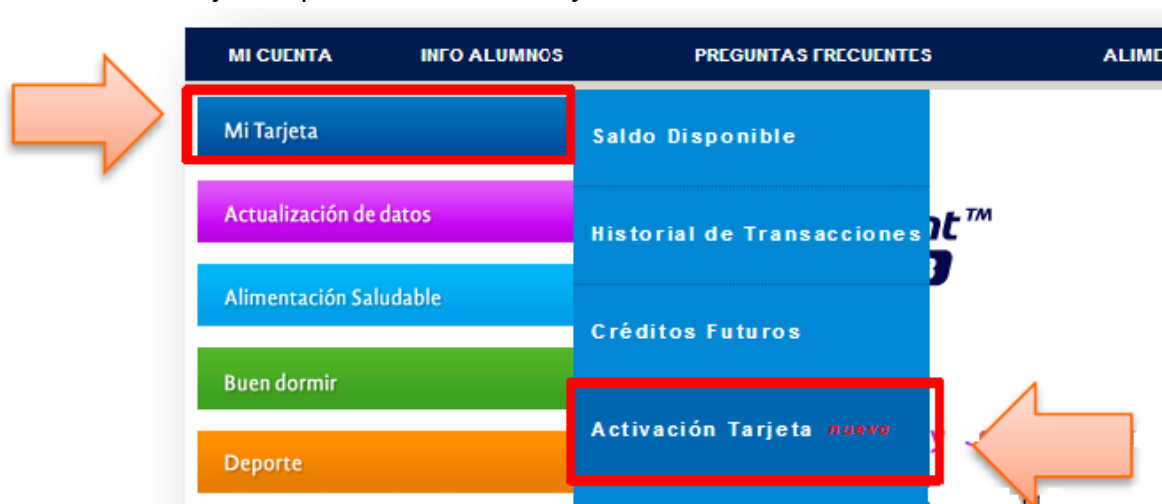 MI CUENTA INFO ALUMNOS PREGUNTAS FRECUENTES
Mi Tarjeta
Actualización de datos
Alimentación Saludable
Buen dormir
Deporte
Saldo Disponible
Historial de Transacciones
Créditos Futuros
Activación Tarjeta nuevo
TM